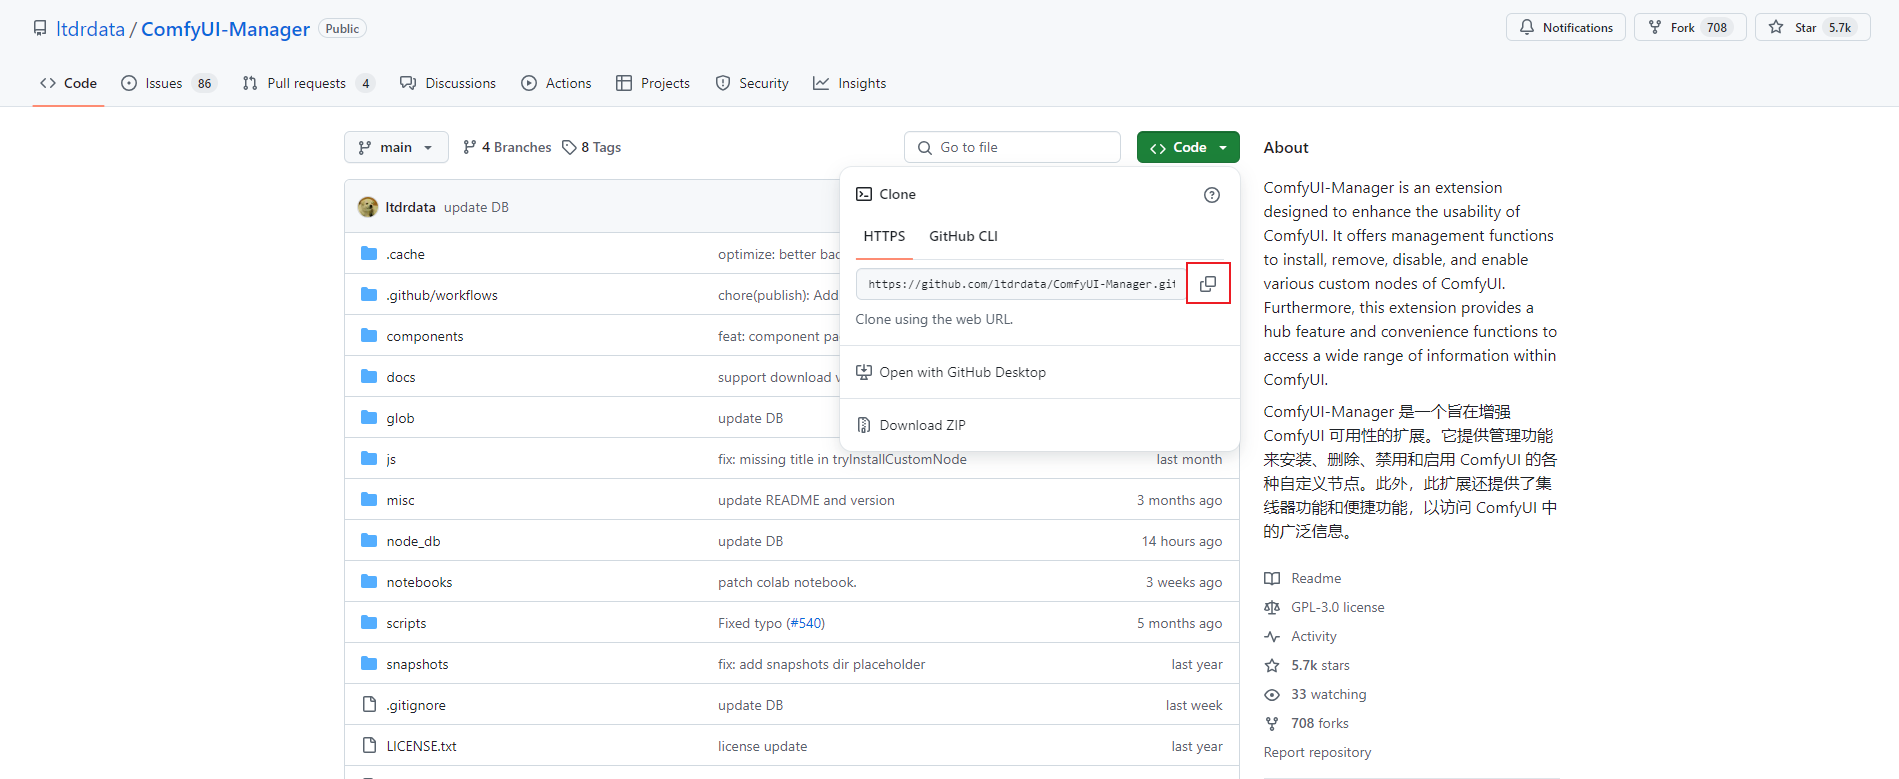 ltdrdata / ComfyUI-Manager Public
Notifications
Fork 708
Star 5.7k
Code
Issues 86
Pull requests 4
Discussions
Actions
Projects
Security
Insights
main
4 Branches
8 Tags
Go to file
Code
ltdrdata update DB
.cache optimize: better bac
.github/workflows chore(publish): Add
components feat: component pa
docs support download v
glob update DB
js fix: missing title in tryInstallCustomNode last month
misc update README and version 3 months ago
node_db update DB 14 hours ago
notebooks patch colab notebook. 3 weeks ago
scripts Fixed typo (#540) 5 months ago
snapshots fix: add snapshots dir placeholder last year
.gitignore update DB last week
LICENSE.txt license update last year
Clone
HTTPS GitHub CLI
https://github.com/ltdrdata/ComfyUI-Manager.git
Clone using the web URL.
Open with GitHub Desktop
Download ZIP
About
ComfyUI-Manager is an extension
designed to enhance the usability of
ComfyUI. It offers management functions
to install, remove, disable, and enable
various custom nodes of ComfyUI.
Furthermore, this extension provides a
hub feature and convenience functions to
access a wide range of information within
ComfyUI.
ComfyUI-Manager 是一个旨在增强
ComfyUI 可用性的扩展。它提供管理功能
来安装、删除、禁用和启用 ComfyUI 的各
种自定义节点。此外，此扩展还提供了集
线器功能和便捷功能，以访问 ComfyUI 中
的广泛信息。
Readme
GPL-3.0 license
Activity
5.7k stars
33 watching
708 forks
Report repository